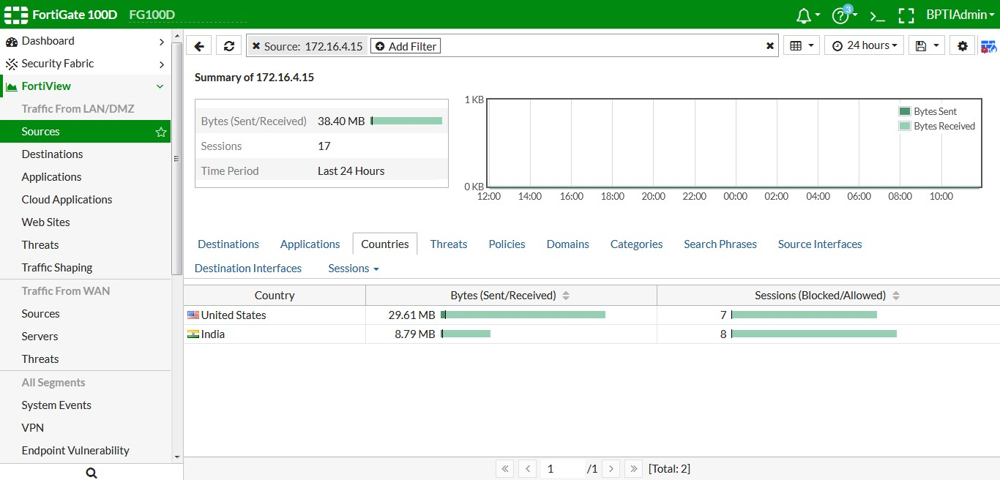 FortiGate 100D FG100D 3 >_ BPTIAdmin
Dashboard
Security Fabric
FortiView
Traffic From LAN/DMZ
Sources
Destinations
Applications
Cloud Applications
Web Sites
Threats
Traffic Shaping
Traffic From WAN
Sources
Servers
Threats
All Segments
System Events
VPN
Endpoint Vulnerability
Source: 172.16.4.15 Add Filter 24 hours
Summary of 172.16.4.15
Bytes (Sent/Received) 38.40 MB
Sessions 17
Time Period Last 24 Hours
1 KB
Bytes Sent
Bytes Received
0 KB
12:00 14:00 16:00 18:00 20:00 22:00 00:00 02:00 04:00 06:00 08:00 10:00
Destinations Applications Countries Threats Policies Domains Categories Search Phrases Source Interfaces
Destination Interfaces Sessions
Country Bytes (Sent/Received) Sessions (Blocked/Allowed)
United States 29.61 MB 7
India 8.79 MB 8
« < 1 /1 > » [Total: 2]